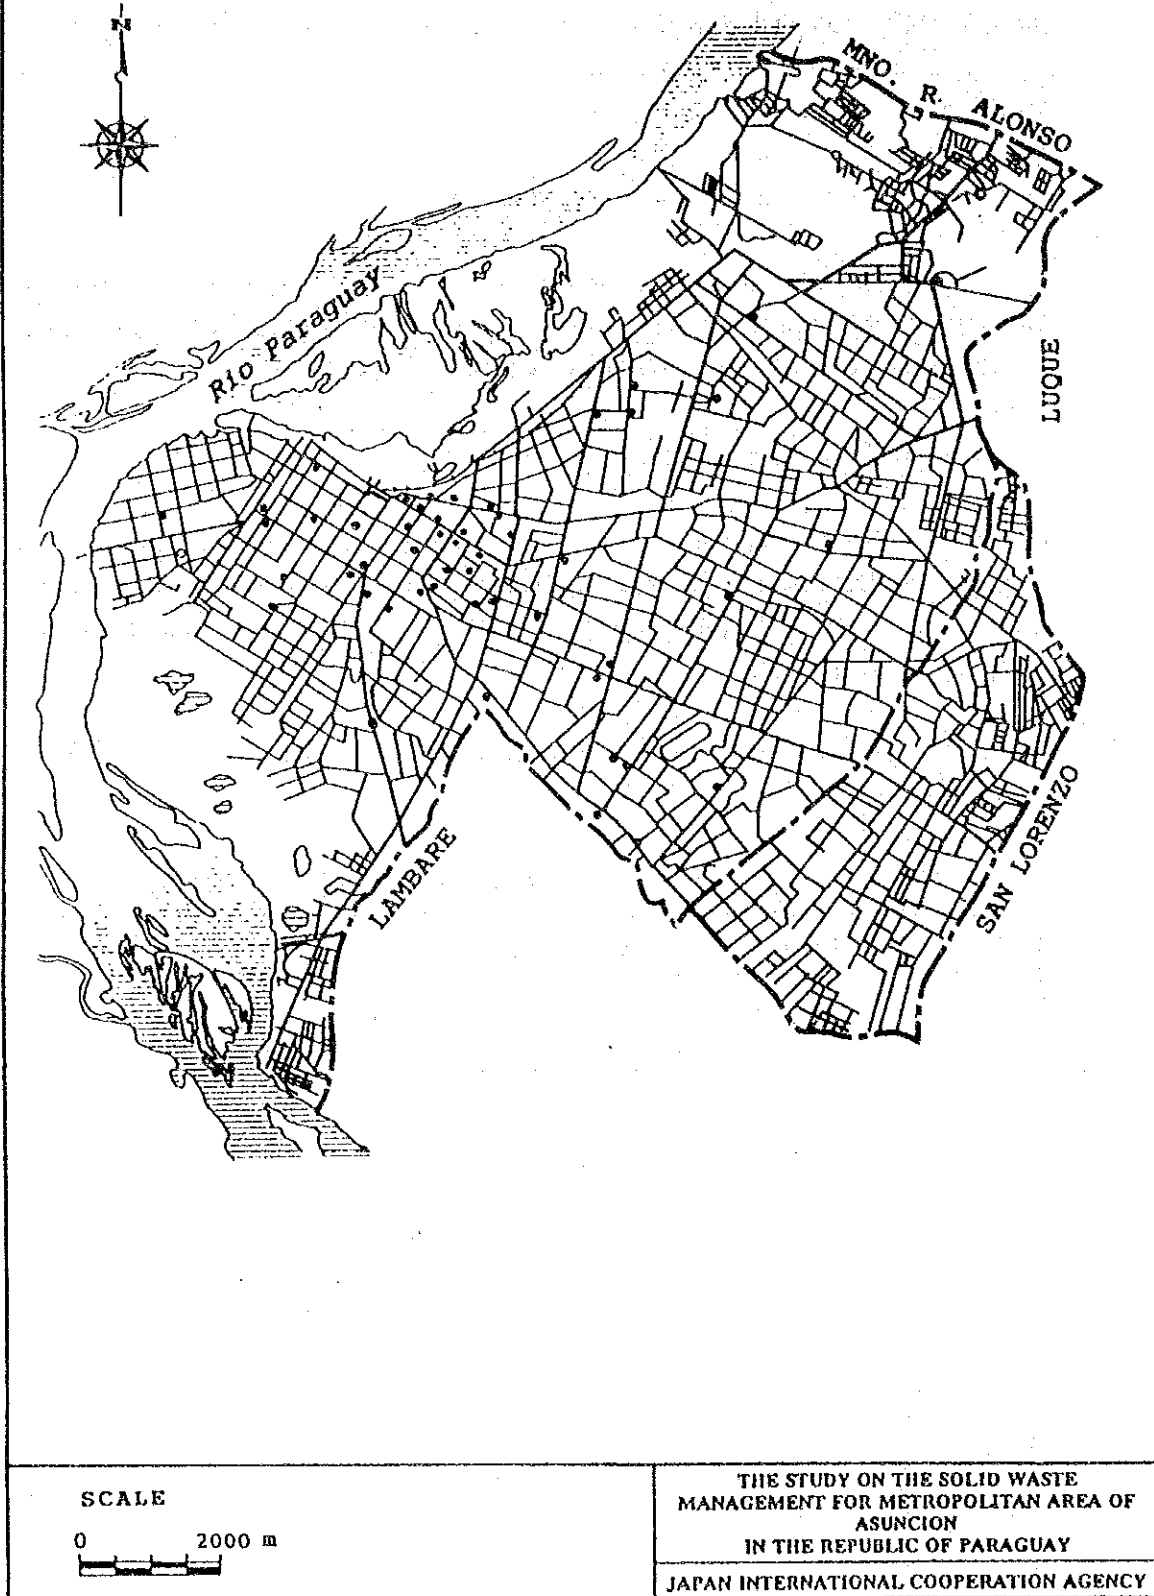 N
MNO. R. ALONSO
Rio Paraguay
LUQUE
LAMBARE
SAN LORENZO
SCALE
0 2000 m
THE STUDY ON THE SOLID WASTE
MANAGEMENT FOR METROPOLITAN AREA OF
ASUNCION
IN THE REPUBLIC OF PARAGUAY
JAPAN INTERNATIONAL COOPERATION AGENCY